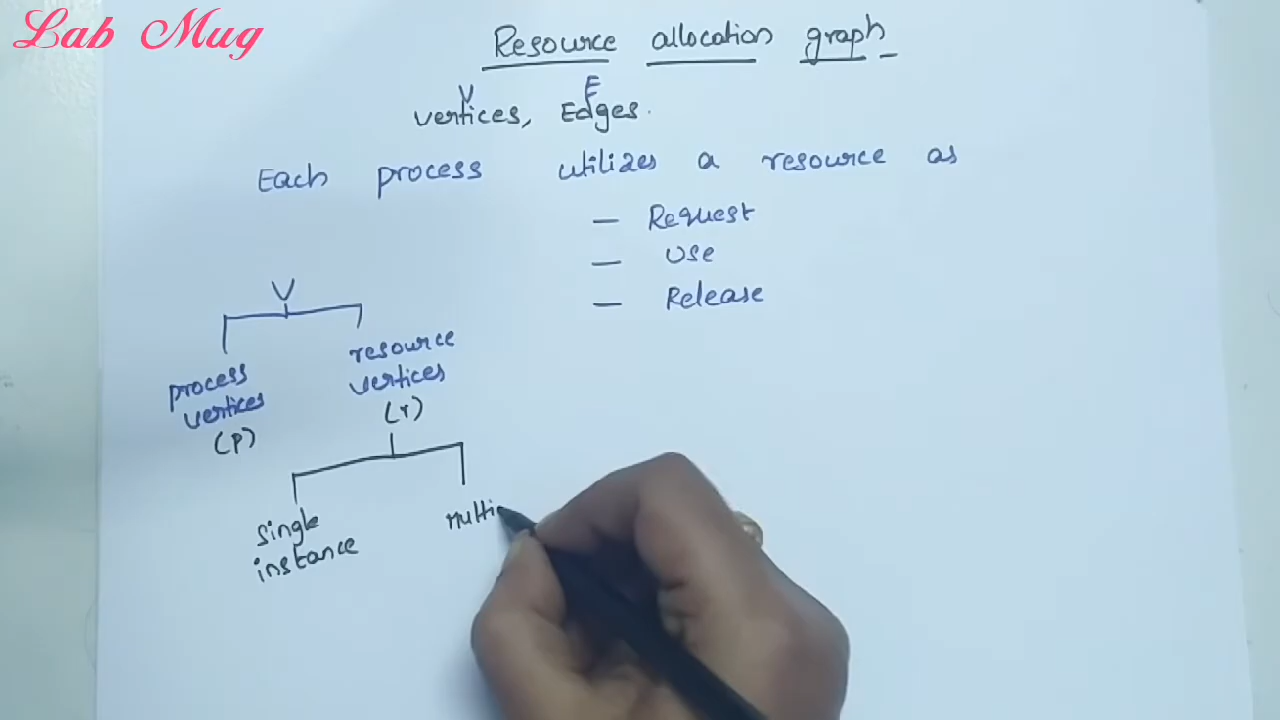 Lab Mug
Resource allocation graph
V E
vertices, Edges.
Each process utilizes a resource as
— Request
— Use
— Release
V
process
vertices
(p)
resource
vertices
(r)
single
instance
multi